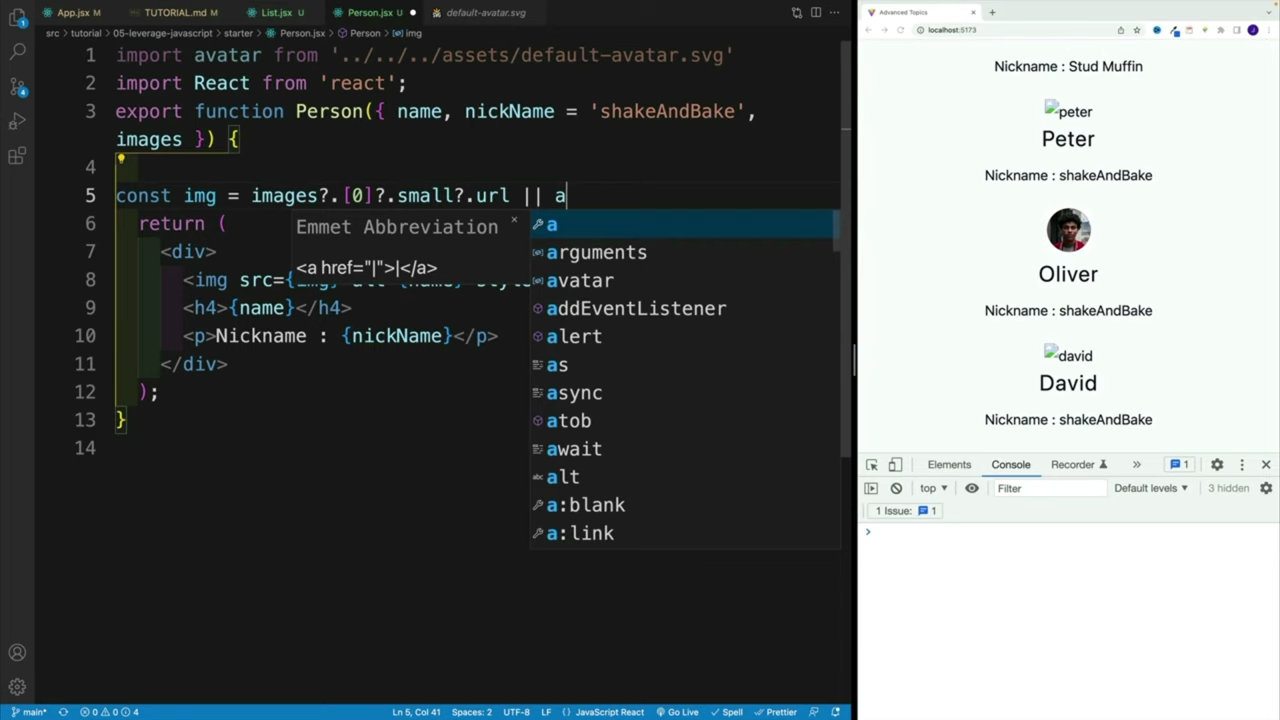 App.jsx M
TUTORIAL.md M
List.jsx U
Person.jsx U
default-avatar.svg
src > tutorial > 05-leverage-javascript > starter > Person.jsx > Person > img
1 import avatar from '../../../assets/default-avatar.svg'
2 import React from 'react';
3 export function Person({ name, nickName = 'shakeAndBake',
images }) {
4
5 const img = images?.[0]?.small?.url || a
6 return (
7 <div>
8 <img src=
9 <h4>{name}</h4>
10 <p>Nickname : {nickName}</p>
11 </div>
12 );
13 }
14
Emmet Abbreviation ×
<a href="|">|</a>
a
arguments
avatar
addEventListener
alert
as
async
atob
await
alt
a:blank
a:link
main*
0 0 4
Ln 5, Col 41
Spaces: 2
UTF-8
LF
{} JavaScript React
Go Live
Spell
Prettier
Advanced Topics
localhost:5173
J
Nickname : Stud Muffin
peter
Peter
Nickname : shakeAndBake
Oliver
Nickname : shakeAndBake
david
David
Nickname : shakeAndBake
Elements
Console
Recorder
1
top
Filter
Default levels
3 hidden
1 Issue: 1